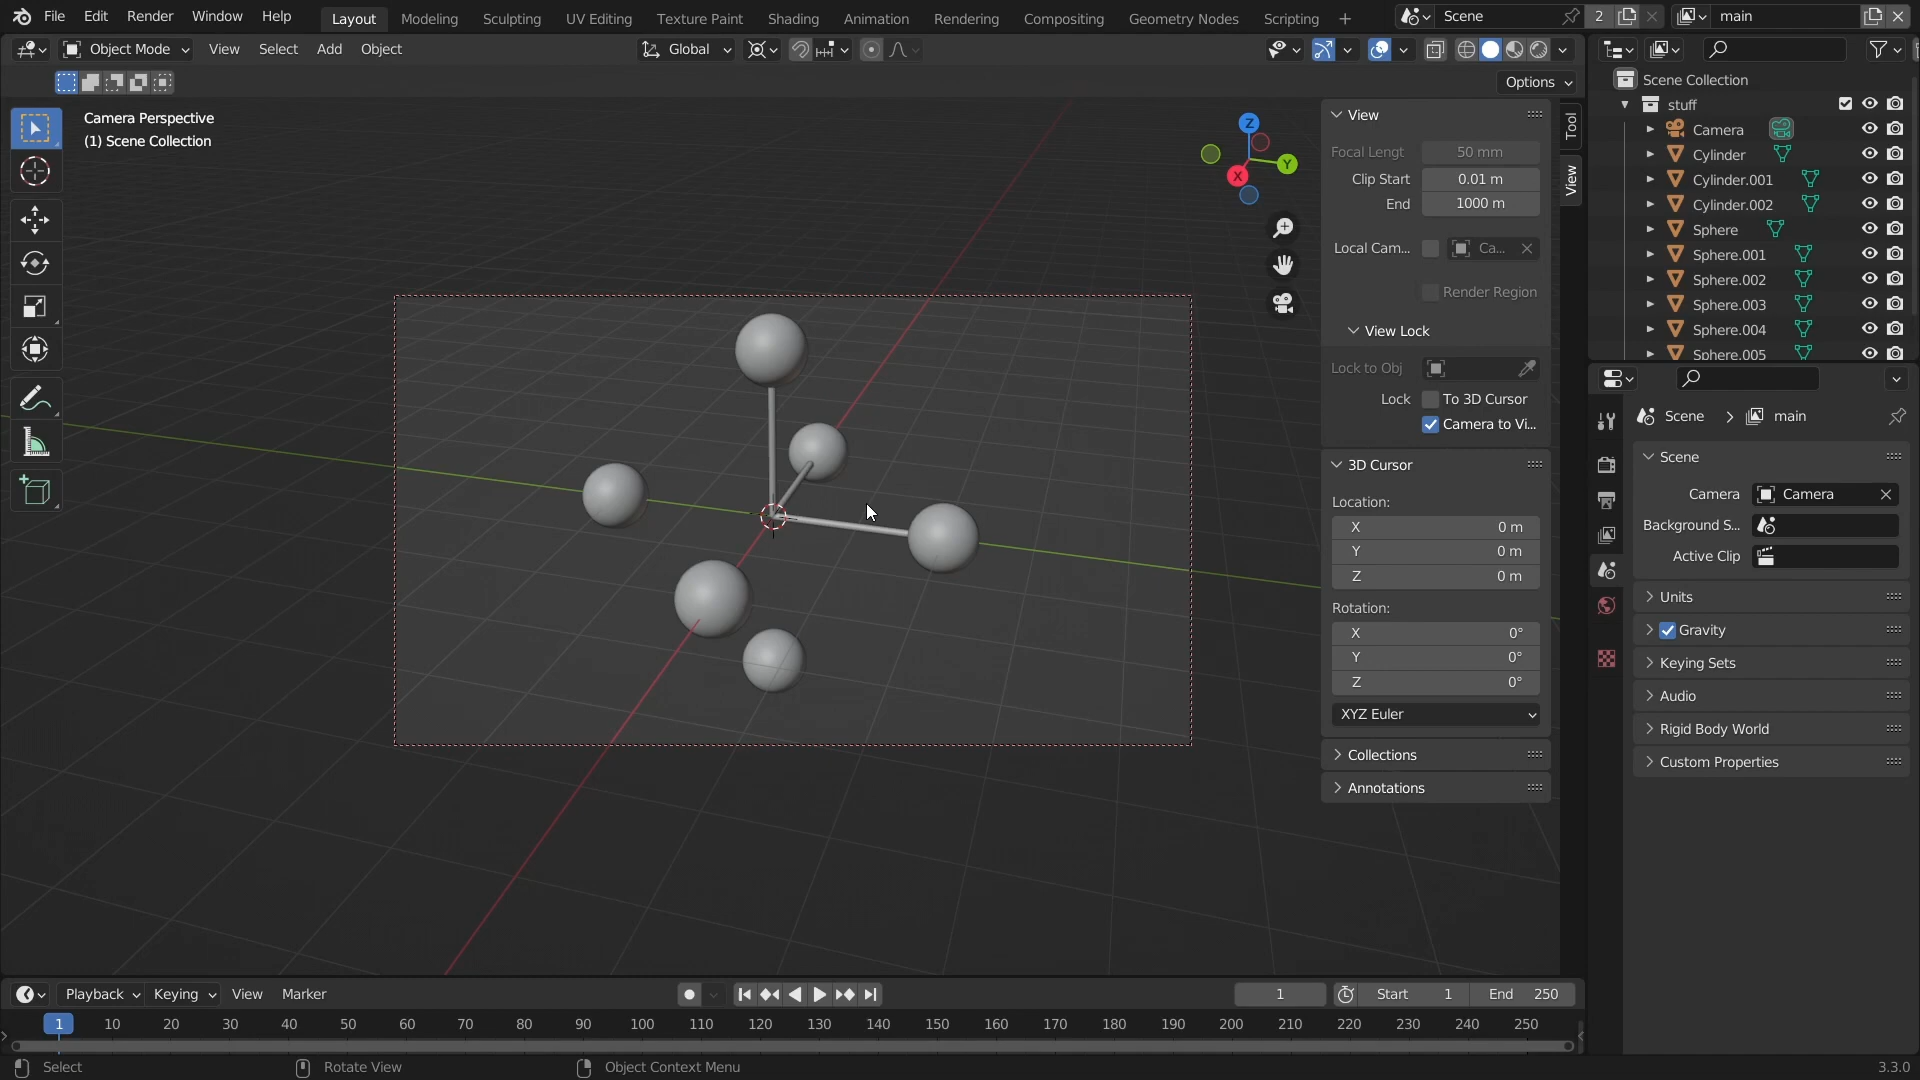 File Edit Render Window Help Layout Modeling Sculpting UV Editing Texture Paint Shading Animation Rendering Compositing Geometry Nodes Scripting + Scene 2 main
Object Mode View Select Add Object Global
Options
Camera Perspective
(1) Scene Collection
Z
Y
X
View
Focal Lengt 50 mm
Clip Start 0.01 m
End 1000 m
Local Cam... Ca...
Render Region
View Lock
Lock to Obj
Lock To 3D Cursor
Camera to Vi...
3D Cursor
Location:
X 0 m
Y 0 m
Z 0 m
Rotation:
X 0°
Y 0°
Z 0°
XYZ Euler
Collections
Annotations
Tool
View
Scene Collection
stuff
Camera
Cylinder
Cylinder.001
Cylinder.002
Sphere
Sphere.001
Sphere.002
Sphere.003
Sphere.004
Sphere.005
Scene main
Scene
Camera Camera
Background S...
Active Clip
Units
Gravity
Keying Sets
Audio
Rigid Body World
Custom Properties
Playback Keying View Marker 1 Start 1 End 250
1 10 20 30 40 50 60 70 80 90 100 110 120 130 140 150 160 170 180 190 200 210 220 230 240 250
Select Rotate View Object Context Menu 3.3.0